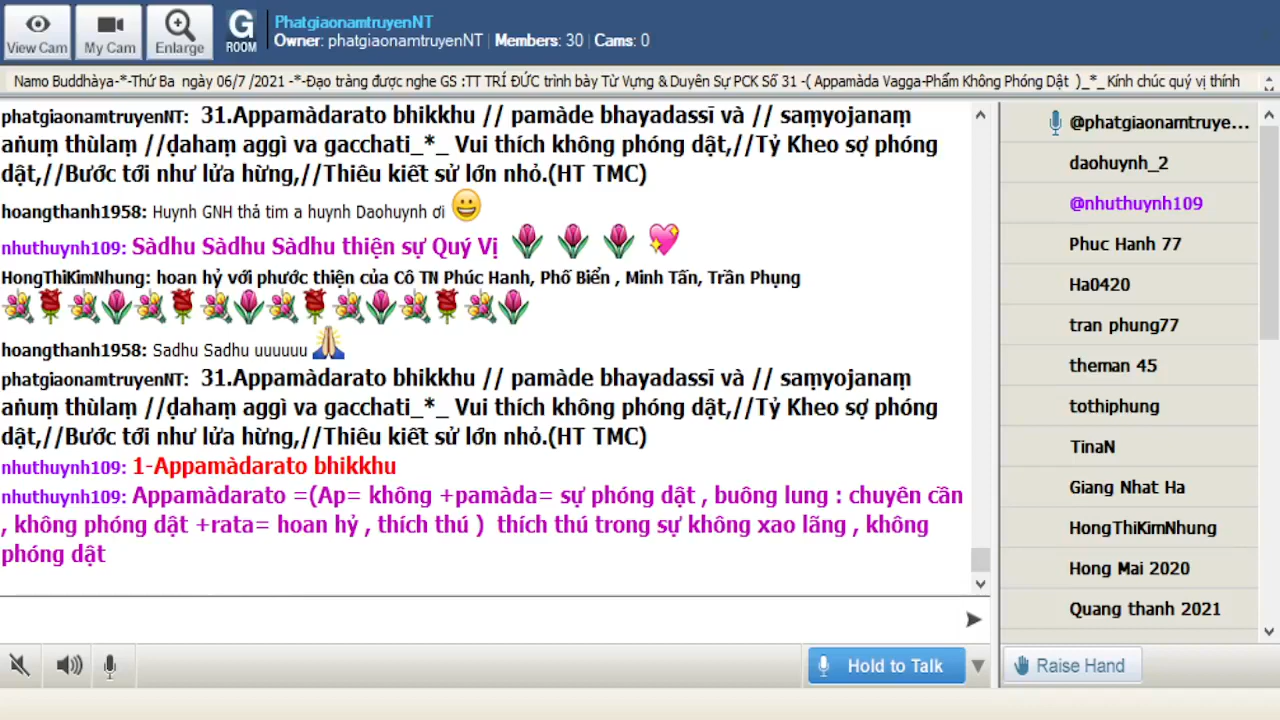 View Cam
My Cam
Enlarge
G
ROOM
PhatgiaonamtruyenNT
Owner: phatgiaonamtruyenNT | Members: 30 | Cams: 0
Namo Buddhàya-*-Thứ Ba ngày 06/7 /2021 -*-Đạo tràng được nghe GS :TT TRÍ ĐỨC trình bày Từ Vựng & Duyên Sự PCK Số 31 -( Appamàda Vagga-Phẩm Không Phóng Dật )_*_ Kính chúc quý vị thính
phatgiaonamtruyenNT: 31.Appamàdarato bhikkhu // pamàde bhayadassī và // saṃyojanaṃ
aṅuṃ thùlaṃ //ḍahaṃ aggì va gacchati_*_ Vui thích không phóng dật,//Tỷ Kheo sợ phóng
dật,//Bước tới như lửa hừng,//Thiêu kiết sử lớn nhỏ.(HT TMC)
hoangthanh1958: Huynh GNH thả tim a huynh Daohuynh ơi 😀
nhuthuynh109: Sàdhu Sàdhu Sàdhu thiện sự Quý Vị 🌷 🌷 🌷 💖
HongThiKimNhung: hoan hỷ với phước thiện của Cô TN Phúc Hanh, Phố Biển , Minh Tấn, Trần Phụng
💐🌹💐🌷💐🌹💐🌷💐🌹💐🌷💐🌹💐🌷
hoangthanh1958: Sadhu Sadhu uuuuuu 🙏
phatgiaonamtruyenNT: 31.Appamàdarato bhikkhu // pamàde bhayadassī và // saṃyojanaṃ
aṅuṃ thùlaṃ //ḍahaṃ aggì va gacchati_*_ Vui thích không phóng dật,//Tỷ Kheo sợ phóng
dật,//Bước tới như lửa hừng,//Thiêu kiết sử lớn nhỏ.(HT TMC)
nhuthuynh109: 1-Appamàdarato bhikkhu
nhuthuynh109: Appamàdarato =(Ap= không +pamàda= sự phóng dật , buông lung : chuyên cần
, không phóng dật +rata= hoan hỷ , thích thú ) thích thú trong sự không xao lãng , không
phóng dật
Hold to Talk
@phatgiaonamtruye...
daohuynh_2
@nhuthuynh109
Phuc Hanh 77
Ha0420
tran phung77
theman 45
tothiphung
TinaN
Giang Nhat Ha
HongThiKimNhung
Hong Mai 2020
Quang thanh 2021
Raise Hand